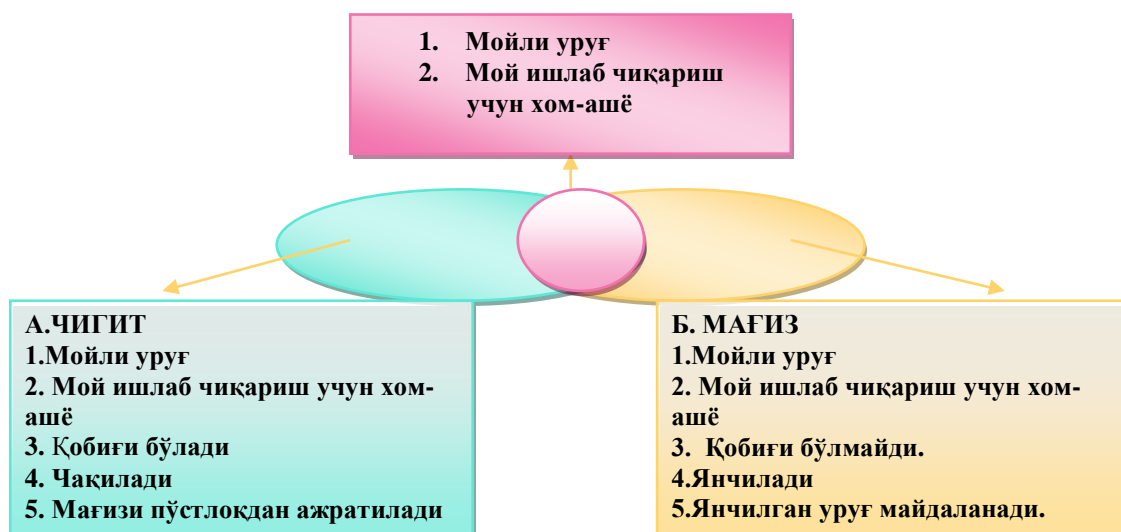 1. Мойли уруғ
2. Мой ишлаб чиқариш
учун хом-ашё
А.ЧИГИТ
1.Мойли уруғ
2. Мой ишлаб чиқариш учун хом-
ашё
3. Қобиғи бўлади
4. Чақилади
5. Мағизи пўстлоқдан ажратилади
Б. МАҒИЗ
1.Мойли уруғ
2. Мой ишлаб чиқариш учун хом-
ашё
3. Қобиғи бўлмайди.
4.Янчилади
5.Янчилган уруғ майдаланади.